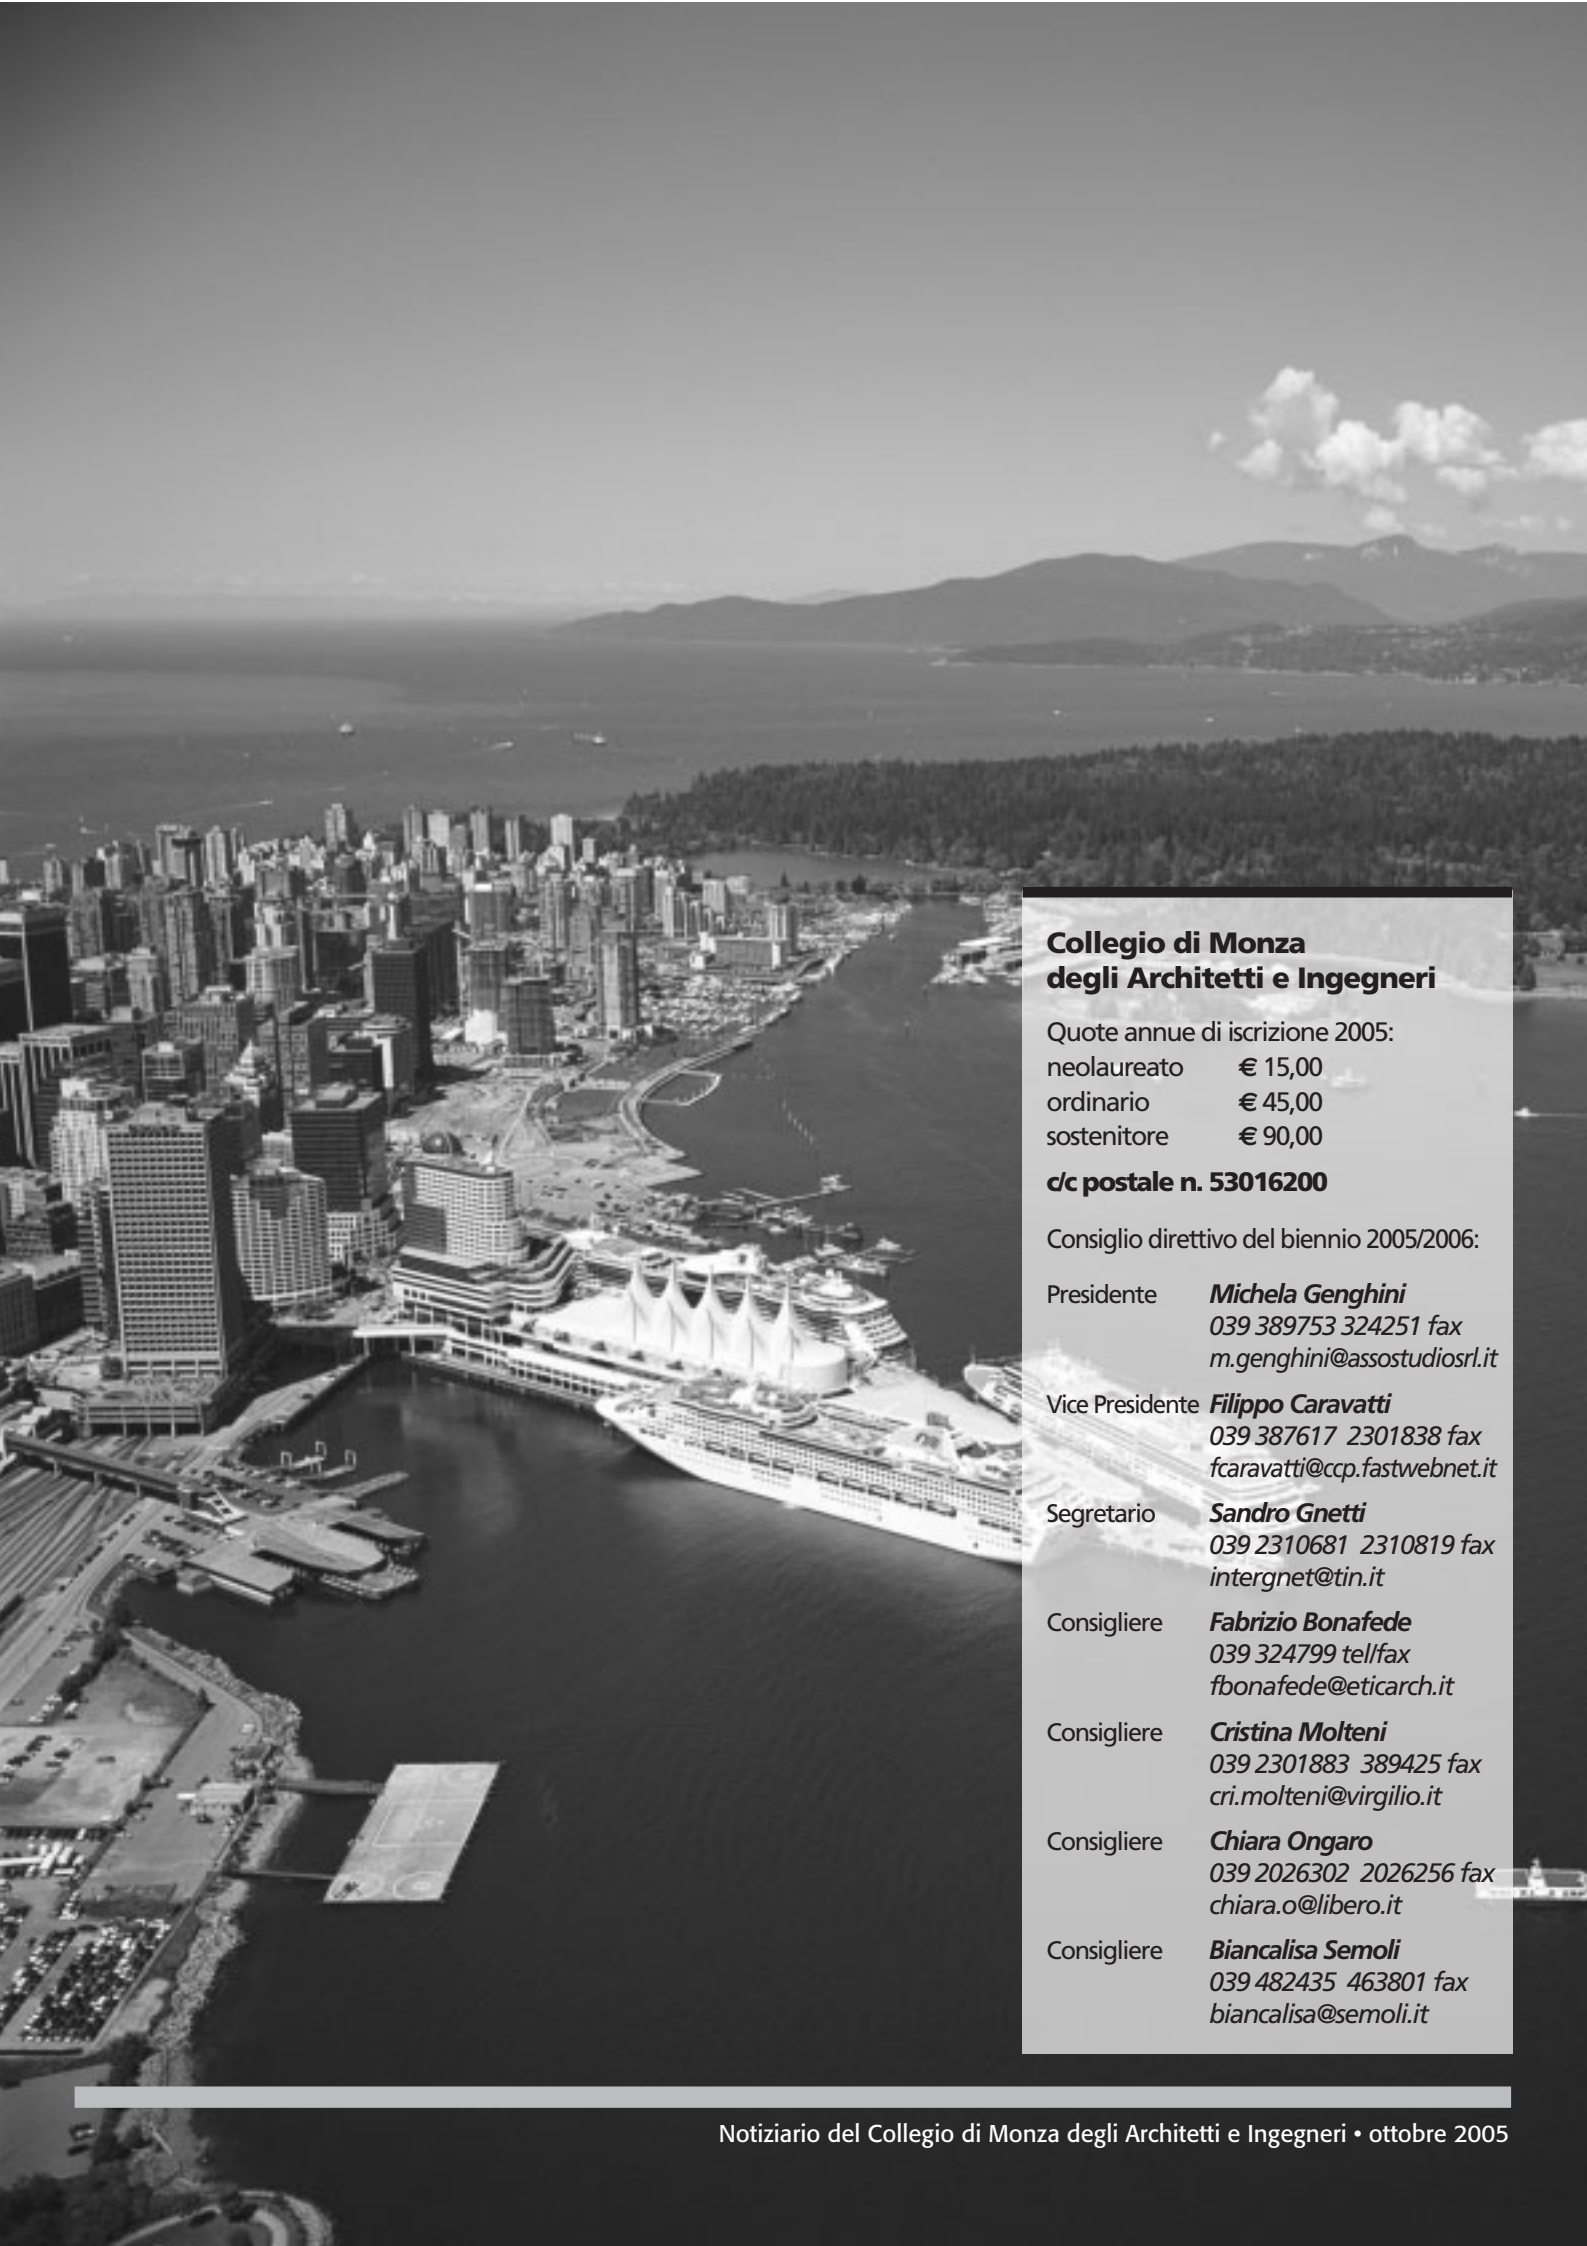 Collegio di Monza
degli Architetti e Ingegneri
Quote annue di iscrizione 2005:
neolaureato € 15,00
ordinario € 45,00
sostenitore € 90,00
c/c postale n. 53016200
Consiglio direttivo del biennio 2005/2006:
Presidente Michela Genghini
039 389753 324251 fax
m.genghini@assostudiosrl.it
Vice Presidente Filippo Caravatti
039 387617 2301838 fax
fcaravatti@ccp.fastwebnet.it
Segretario Sandro Gnetti
039 2310681 2310819 fax
intergnet@tin.it
Consigliere Fabrizio Bonafede
039 324799 tel/fax
fbonafede@eticarch.it
Consigliere Cristina Molteni
039 2301883 389425 fax
cri.molteni@virgilio.it
Consigliere Chiara Ongaro
039 2026302 2026256 fax
chiara.o@libero.it
Consigliere Biancalisa Semoli
039 482435 463801 fax
biancalisa@semoli.it
Notiziario del Collegio di Monza degli Architetti e Ingegneri • ottobre 2005